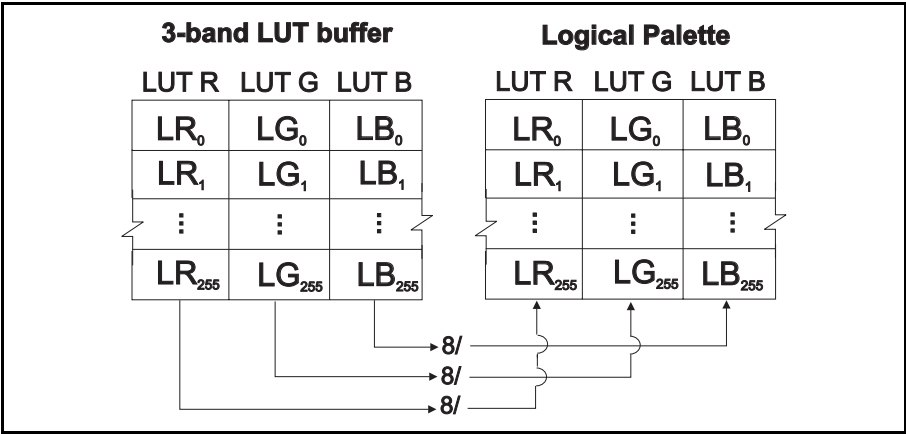 3-band LUT buffer Logical Palette
LUT R LUT G LUT B LUT R LUT G LUT B
LR₀ LG₀ LB₀ LR₀ LG₀ LB₀
LR₁ LG₁ LB₁ LR₁ LG₁ LB₁
⋮ ⋮ ⋮ ⋮ ⋮ ⋮
LR₂₅₅ LG₂₅₅ LB₂₅₅ LR₂₅₅ LG₂₅₅ LB₂₅₅
8/
8/
8/